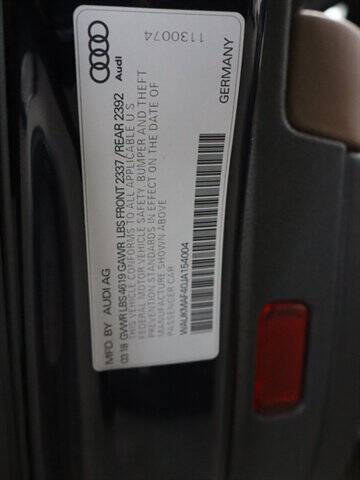 Audi
1130074
MFD. BY AUDI AG
03.18 GVWR LBS 4619 GAWR LBS FRONT 2337/REAR 2392
THIS VEHICLE CONFORMS TO ALL APPLICABLE U S
FEDERAL MOTOR VEHICLE SAFETY, BUMPER AND THEFT
PREVENTION STANDARDS IN EFFECT ON THE DATE OF
MANUFACTURE SHOWN ABOVE
PASSENGER CAR
WAUKMAF40JA154004
GERMANY